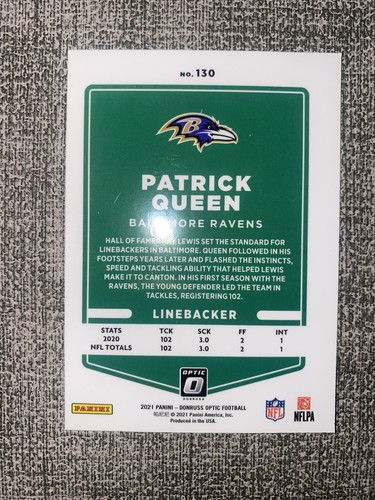 NO. 130
B
PATRICK
QUEEN
BALTIMORE RAVENS
HALL OF FAMER RAY LEWIS SET THE STANDARD FOR
LINEBACKERS IN BALTIMORE. QUEEN FOLLOWED IN HIS
FOOTSTEPS YEARS LATER AND FLASHED THE INSTINCTS,
SPEED AND TACKLING ABILITY THAT HELPED LEWIS
MAKE IT TO CANTON. IN HIS FIRST SEASON WITH THE
RAVENS, THE YOUNG DEFENDER LED THE TEAM IN
TACKLES, REGISTERING 102.
LINEBACKER
STATS TCK SCK FF INT
2020 102 3.0 2 1
NFL TOTALS 102 3.0 2 1
OPTIC
O
DONRUSS
PANINI
2021 PANINI – DONRUSS OPTIC FOOTBALL
帕尼尼 © 2021 Panini America, Inc.
Produced in the USA.
NFL
NFLPA